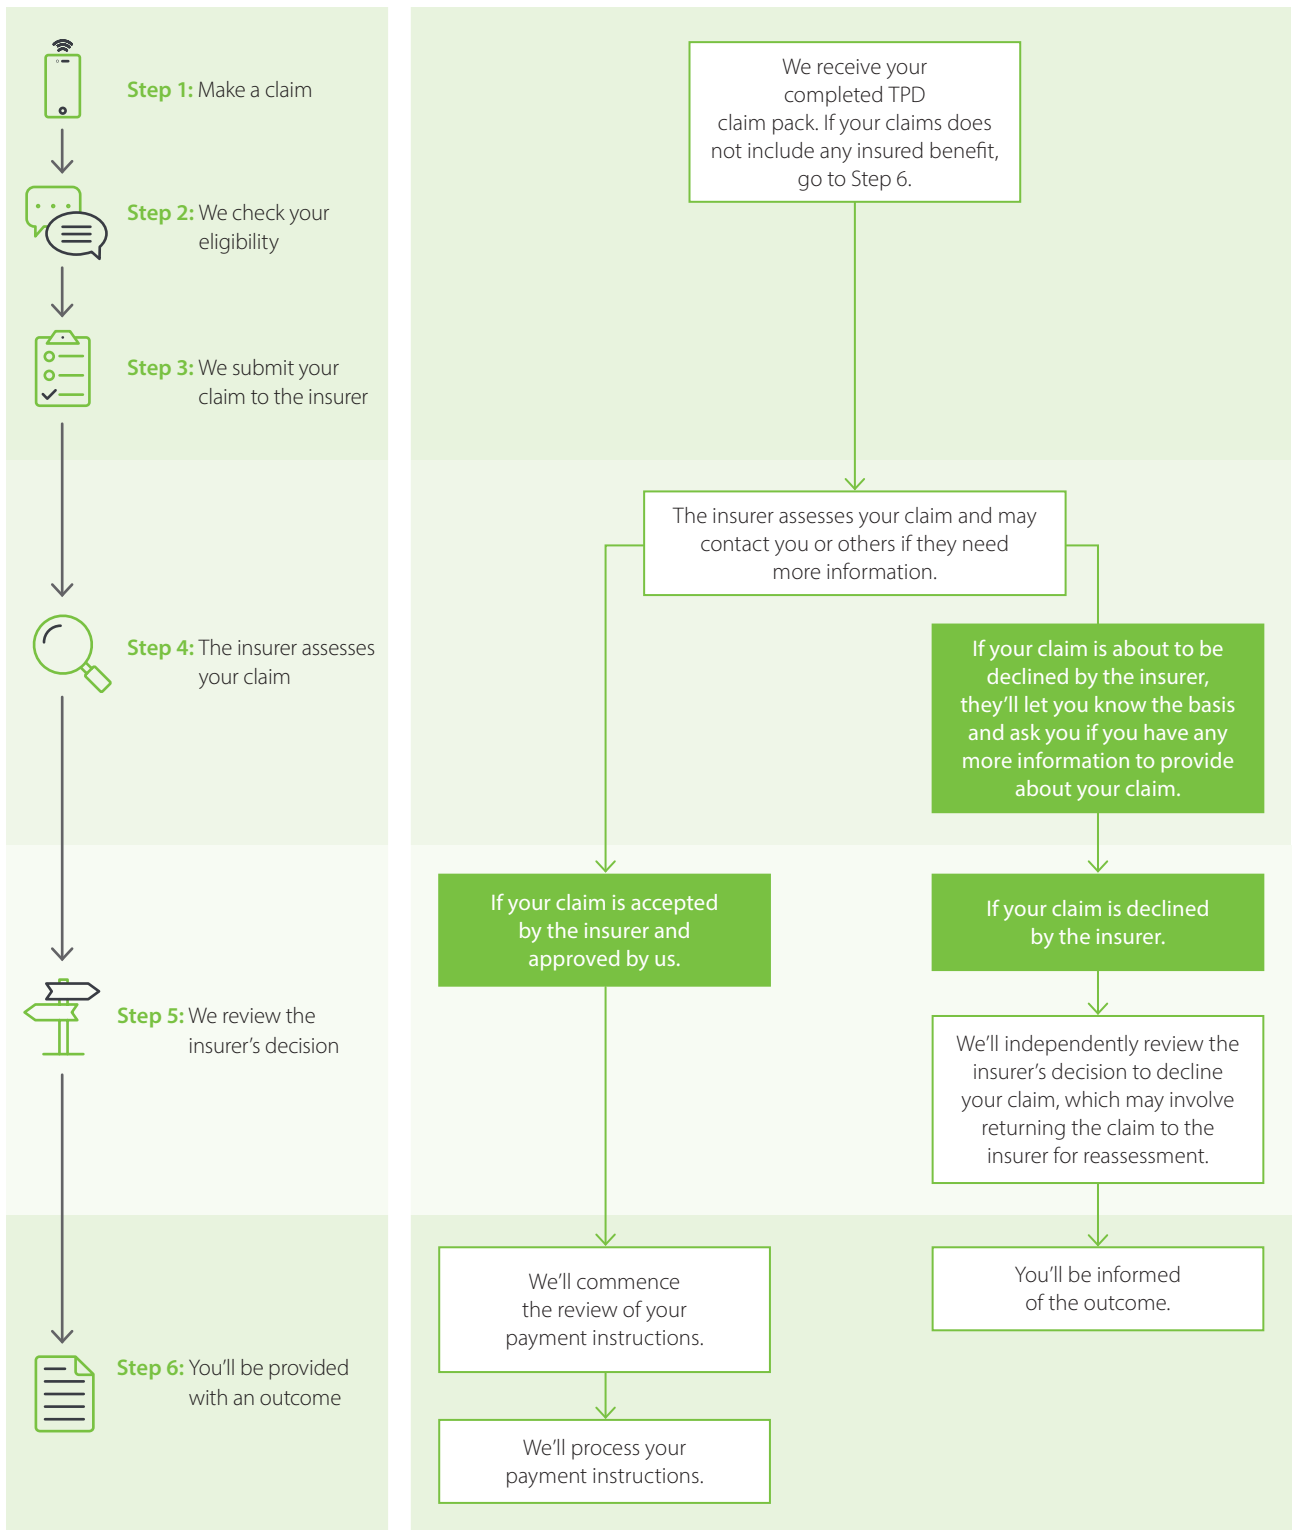 Step 1: Make a claim
Step 2: We check your
eligibility
Step 3: We submit your
claim to the insurer
Step 4: The insurer assesses
your claim
Step 5: We review the
insurer’s decision
Step 6: You’ll be provided
with an outcome
We receive your
completed TPD
claim pack. If your claims does
not include any insured benefit,
go to Step 6.
The insurer assesses your claim and may
contact you or others if they need
more information.
If your claim is about to be
declined by the insurer,
they’ll let you know the basis
and ask you if you have any
more information to provide
about your claim.
If your claim is accepted
by the insurer and
approved by us.
If your claim is declined
by the insurer.
We’ll independently review the
insurer’s decision to decline
your claim, which may involve
returning the claim to the
insurer for reassessment.
We’ll commence
the review of your
payment instructions.
You’ll be informed
of the outcome.
We’ll process your
payment instructions.